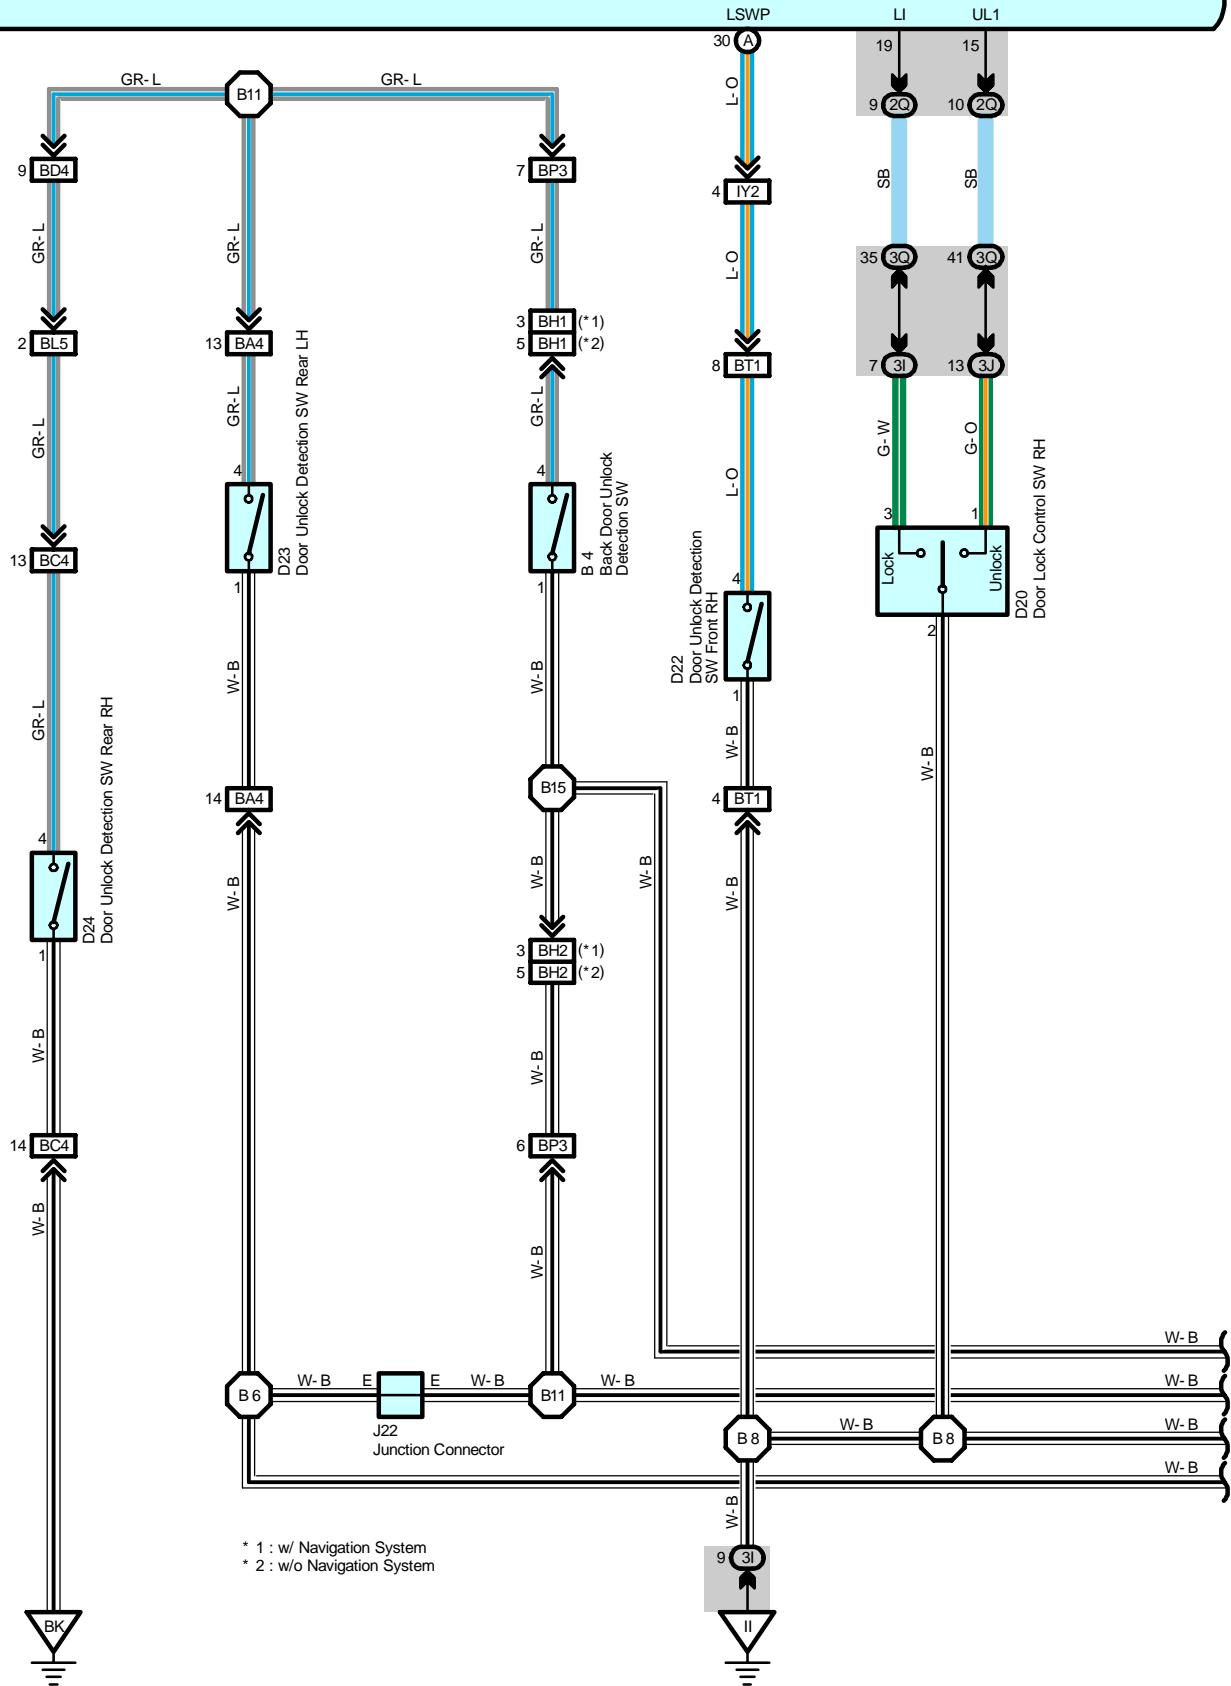 LSWP
LI
UL1
30 A
19
15
GR-L
B11
GR-L
L-O
9 2Q
10 2Q
9 BD4
7 BP3
4 IY2
SB
SB
GR-L
GR-L
GR-L
L-O
35 3Q
41 3Q
3 BH1 (*1)
2 BL5
13 BA4
5 BH1 (*2)
8 BT1
7 3I
13 3J
GR-L
GR-L
GR-L
L-O
G-W
G-O
4
D23
Door Unlock Detection SW Rear LH
1
4
B 4
Back Door Unlock
Detection SW
1
3
1
Lock
Unlock
D20
Door Lock Control SW RH
2
13 BC4
4
D22
Door Unlock Detection
SW Front RH
1
GR-L
W-B
W-B
W-B
W-B
14 BA4
B15
4 BT1
4
D24
Door Unlock Detection SW Rear RH
1
W-B
W-B
W-B
W-B
3 BH2 (*1)
5 BH2 (*2)
W-B
W-B
14 BC4
6 BP3
W-B
W-B
W-B
B 6
W-B
E
E
W-B
B11
W-B
W-B
J22
Junction Connector
B 8
W-B
B 8
W-B
W-B
W-B
* 1 : w/ Navigation System
* 2 : w/o Navigation System
9 3I
BK
II